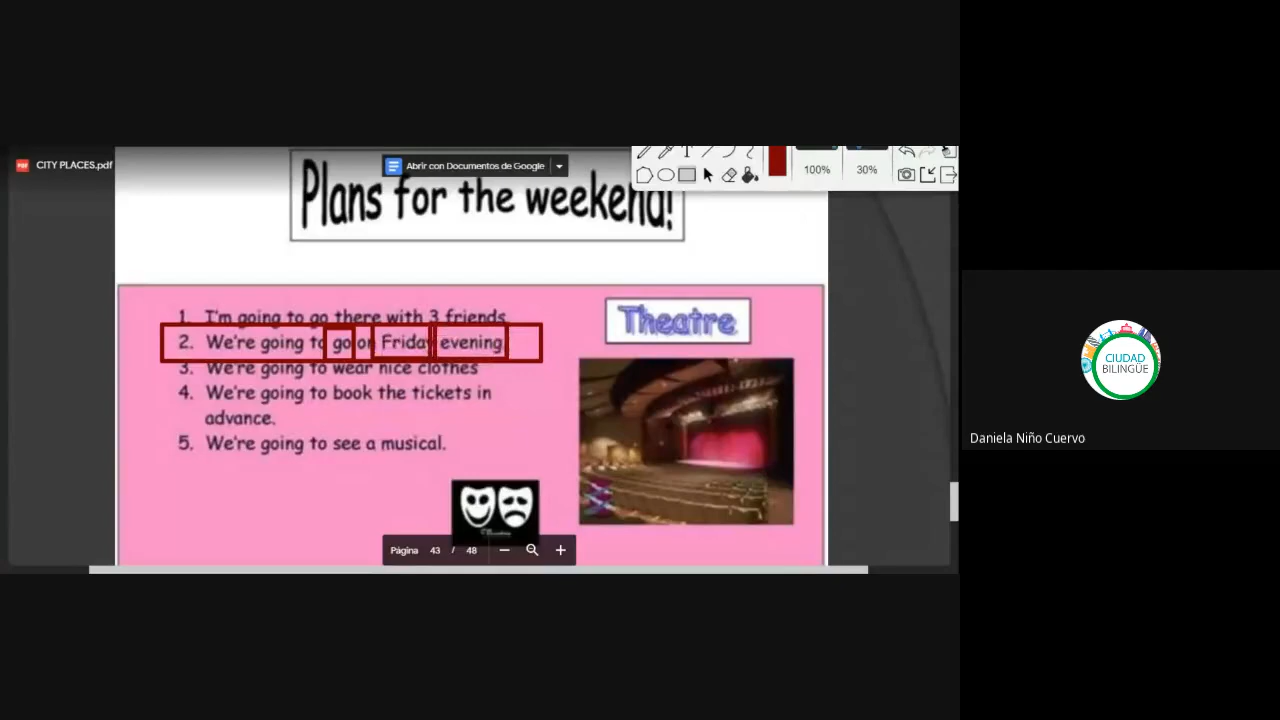 CITY PLACES.pdf
Abrir con Documentos de Google
100%
30%
Plans for the weekend!
1. I'm going to go there with 3 friends.
2. We're going to go on Friday evening
3. We're going to wear nice clothes
4. We're going to book the tickets in
advance.
5. We're going to see a musical.
Theatre
Página 43 / 48
CIUDAD
BILINGÜE
Daniela Niño Cuervo